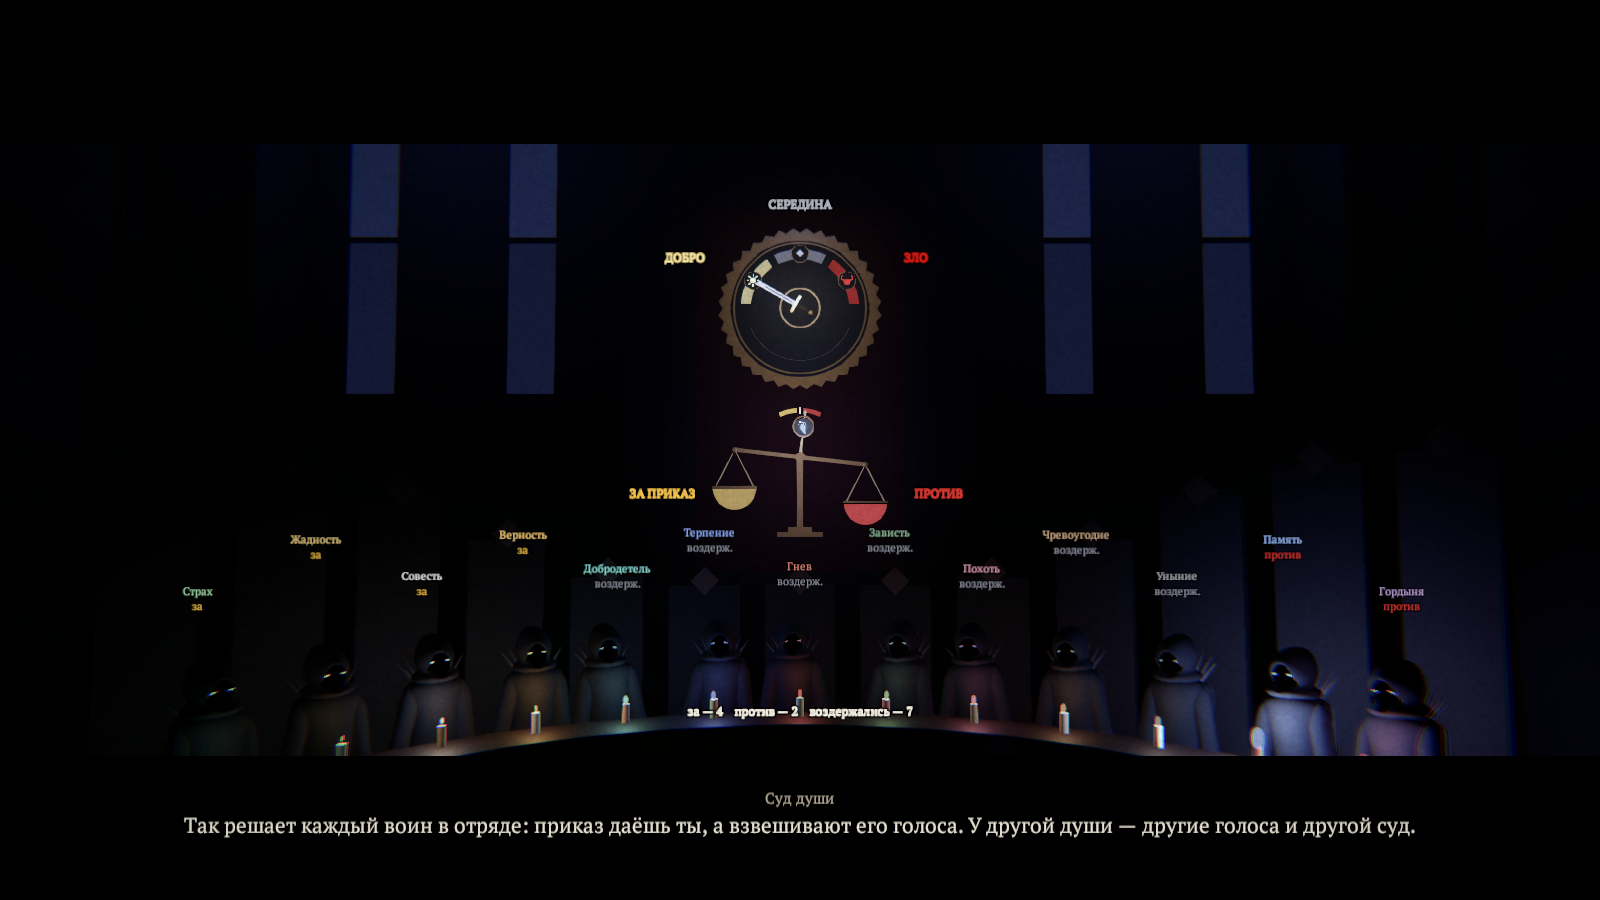 СЕРЕДИНА
ДОБРО
ЗЛО
ЗА ПРИКАЗ
ПРОТИВ
Страх
за
Жадность
за
Совесть
за
Верность
за
Добродетель
воздерж.
Терпение
воздерж.
Гнев
воздерж.
Зависть
воздерж.
Похоть
воздерж.
Чревоугодие
воздерж.
Уныние
воздерж.
Память
против
Гордыня
против
за — 4 против — 2 воздержались — 7
Суд души
Так решает каждый воин в отряде: приказ даёшь ты, а взвешивают его голоса. У другой души — другие голоса и другой суд.